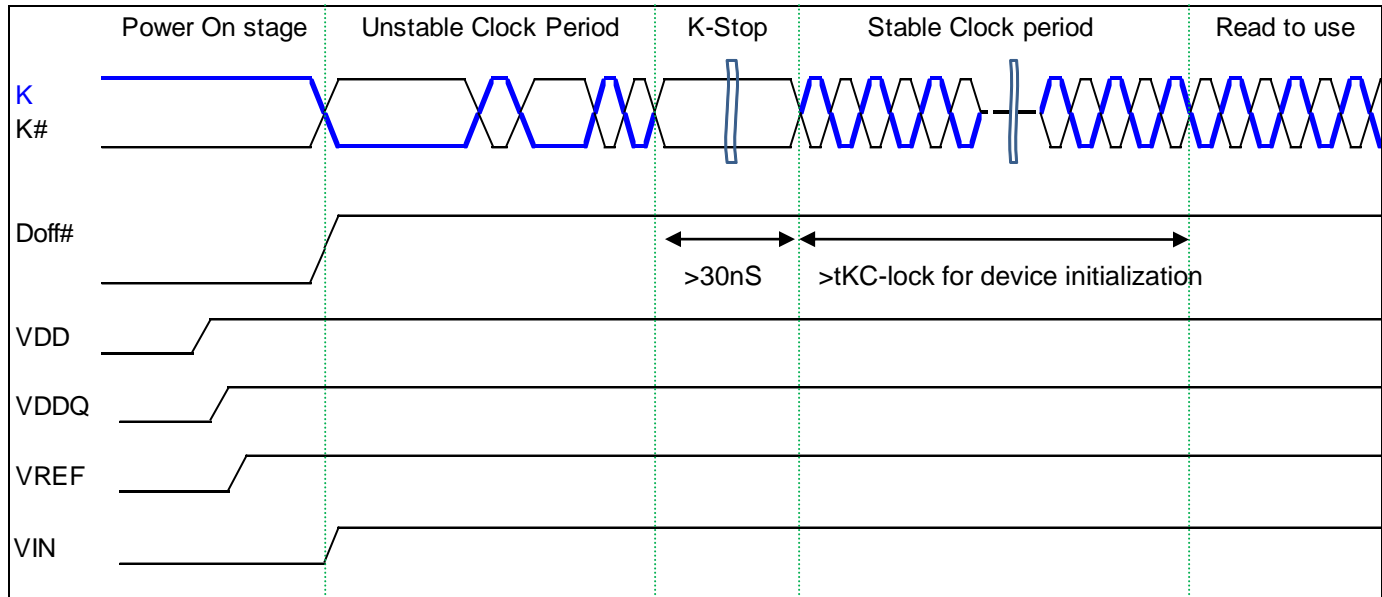 Power On stage Unstable Clock Period K-Stop Stable Clock period Read to use
K
K#
Doff#
>30nS >tKC-lock for device initialization
VDD
VDDQ
VREF
VIN